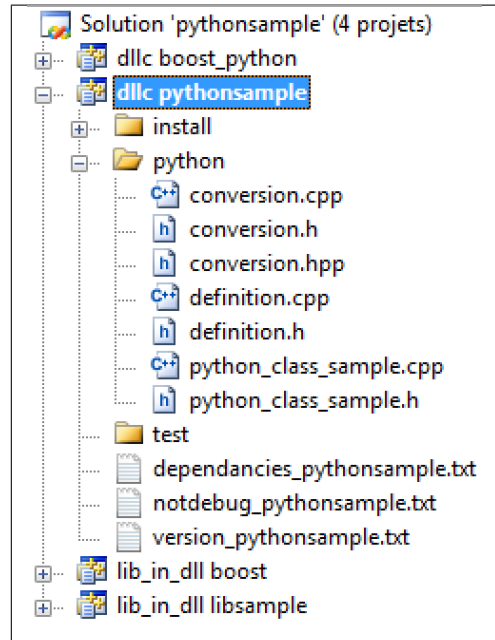 Solution 'pythonsample' (4 projets)
dllc boost_python
dllc pythonsample
install
python
C++ conversion.cpp
h conversion.h
h conversion.hpp
C++ definition.cpp
h definition.h
C++ python_class_sample.cpp
h python_class_sample.h
test
dependancies_pythonsample.txt
notdebug_pythonsample.txt
version_pythonsample.txt
lib_in_dll boost
lib_in_dll libsample